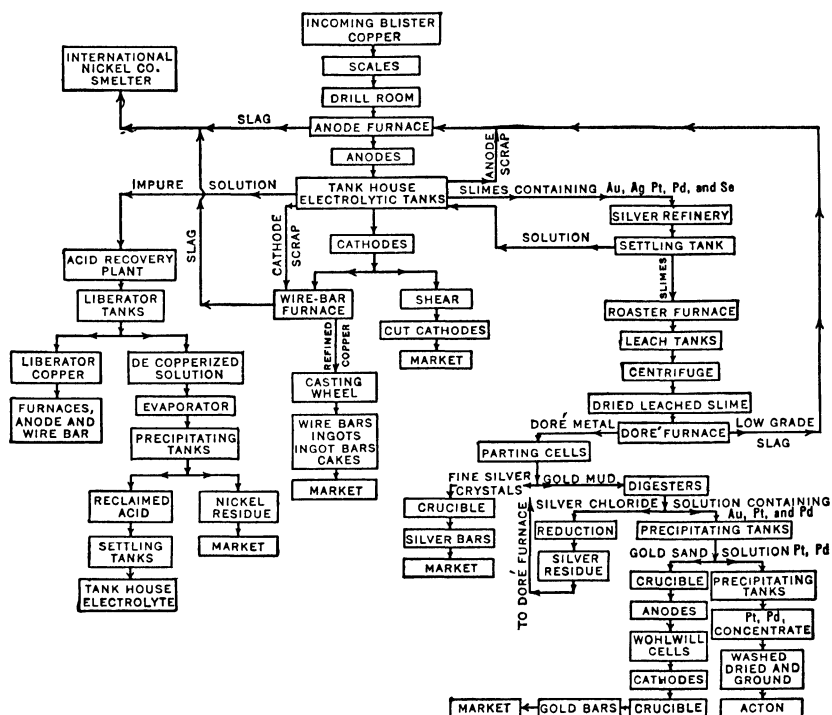 INCOMING BLISTER
COPPER
SCALES
DRILL ROOM
INTERNATIONAL
NICKEL CO.
SMELTER
SLAG
ANODE FURNACE
ANODES
ANODE
SCRAP
IMPURE SOLUTION
TANK HOUSE
ELECTROLYTIC TANKS
SLIMES CONTAINING Au, Ag Pt, Pd, and Se
SILVER REFINERY
SOLUTION
SETTLING TANK
SLIMES
CATHODES
CATHODE
SCRAP
SLAG
ACID RECOVERY
PLANT
LIBERATOR
TANKS
WIRE-BAR
FURNACE
SHEAR
CUT CATHODES
MARKET
ROASTER FURNACE
LEACH TANKS
CENTRIFUGE
DRIED LEACHED SLIME
LIBERATOR
COPPER
FURNACES,
ANODE AND
WIRE BAR
DE COPPERIZED
SOLUTION
EVAPORATOR
PRECIPITATING
TANKS
RECLAIMED
ACID
SETTLING
TANKS
TANK HOUSE
ELECTROLYTE
NICKEL
RESIDUE
MARKET
REFINED
COPPER
CASTING
WHEEL
WIRE BARS
INGOTS
INGOT BARS
CAKES
MARKET
DORÉ METAL
DORÉ FURNACE
LOW GRADE
SLAG
PARTING CELLS
FINE SILVER
CRYSTALS
GOLD MUD
DIGESTERS
CRUCIBLE
SILVER BARS
MARKET
SILVER CHLORIDE
SOLUTION CONTAINING
Au, Pt, and Pd
REDUCTION
SILVER
RESIDUE
TO DORÉ FURNACE
PRECIPITATING TANKS
GOLD SAND
SOLUTION Pt, Pd
CRUCIBLE
ANODES
WOHLWILL
CELLS
CATHODES
CRUCIBLE
GOLD BARS
MARKET
PRECIPITATING
TANKS
Pt, Pd,
CONCENTRATE
WASHED
DRIED AND
GROUND
ACTON